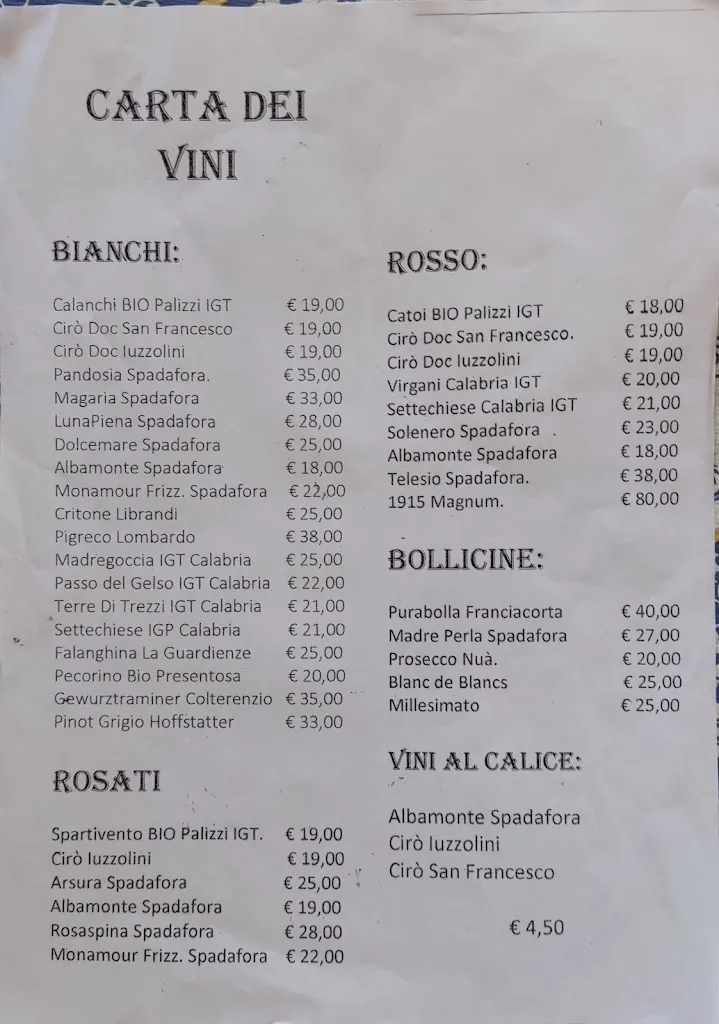 CARTA DEI
VINI
BIANCHI:
Calanchi BIO Palizzi IGT € 19,00
Cirò Doc San Francesco € 19,00
Cirò Doc Iuzzolini € 19,00
Pandosia Spadafora. € 35,00
Magaria Spadafora € 33,00
LunaPiena Spadafora € 28,00
Dolcemare Spadafora € 25,00
Albamonte Spadafora € 18,00
Monamour Frizz. Spadafora € 22,00
Critone Librandi € 25,00
Pigreco Lombardo € 38,00
Madregoccia IGT Calabria € 25,00
Passo del Gelso IGT Calabria € 22,00
Terre Di Trezzi IGT Calabria € 21,00
Settechiese IGP Calabria € 21,00
Falanghina La Guardienze € 25,00
Pecorino Bio Presentosa € 20,00
Gewurztraminer Colterenzio € 35,00
Pinot Grigio Hoffstatter € 33,00
ROSATI
Spartivento BIO Palizzi IGT. € 19,00
Cirò Iuzzolini € 19,00
Arsura Spadafora € 25,00
Albamonte Spadafora € 19,00
Rosaspina Spadafora € 28,00
Monamour Frizz. Spadafora € 22,00
ROSSO:
Catoi BIO Palizzi IGT € 18,00
Cirò Doc San Francesco. € 19,00
Cirò Doc Iuzzolini € 19,00
Virgani Calabria IGT € 20,00
Settechiese Calabria IGT € 21,00
Solenero Spadafora . € 23,00
Albamonte Spadafora € 18,00
Telesio Spadafora. € 38,00
1915 Magnum. € 80,00
BOLLICINE:
Purabolla Franciacorta € 40,00
Madre Perla Spadafora € 27,00
Prosecco Nuà. € 20,00
Blanc de Blancs € 25,00
Millesimato € 25,00
VINI AL CALICE:
Albamonte Spadafora
Cirò Iuzzolini
Cirò San Francesco
€ 4,50